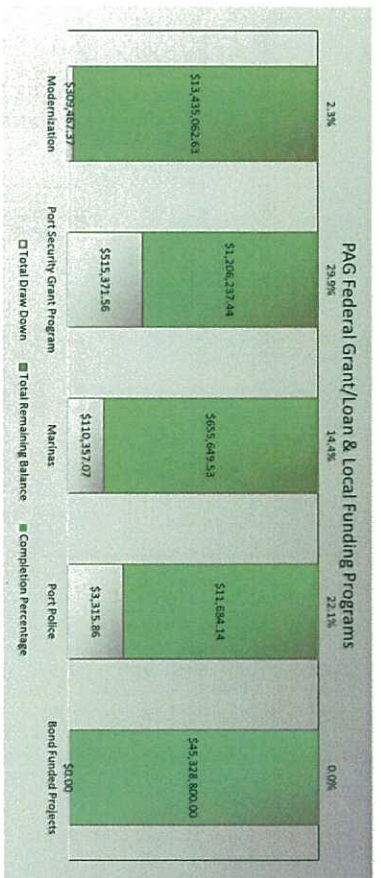 PAG Federal Grant/Loan & Local Funding Programs
2.3% 29.9% 14.4% 22.1% 0.0%
$13,435,062.63 $1,206,237.44 $655,649.53 $11,684.14 $45,328,800.00
$309,467.37 $515,371.56 $110,357.07 $3,315.86 $0.00
Modernization Port Security Grant Program Marinas Port Police Bond Funded Projects
Total Draw Down Total Remaining Balance Completion Percentage